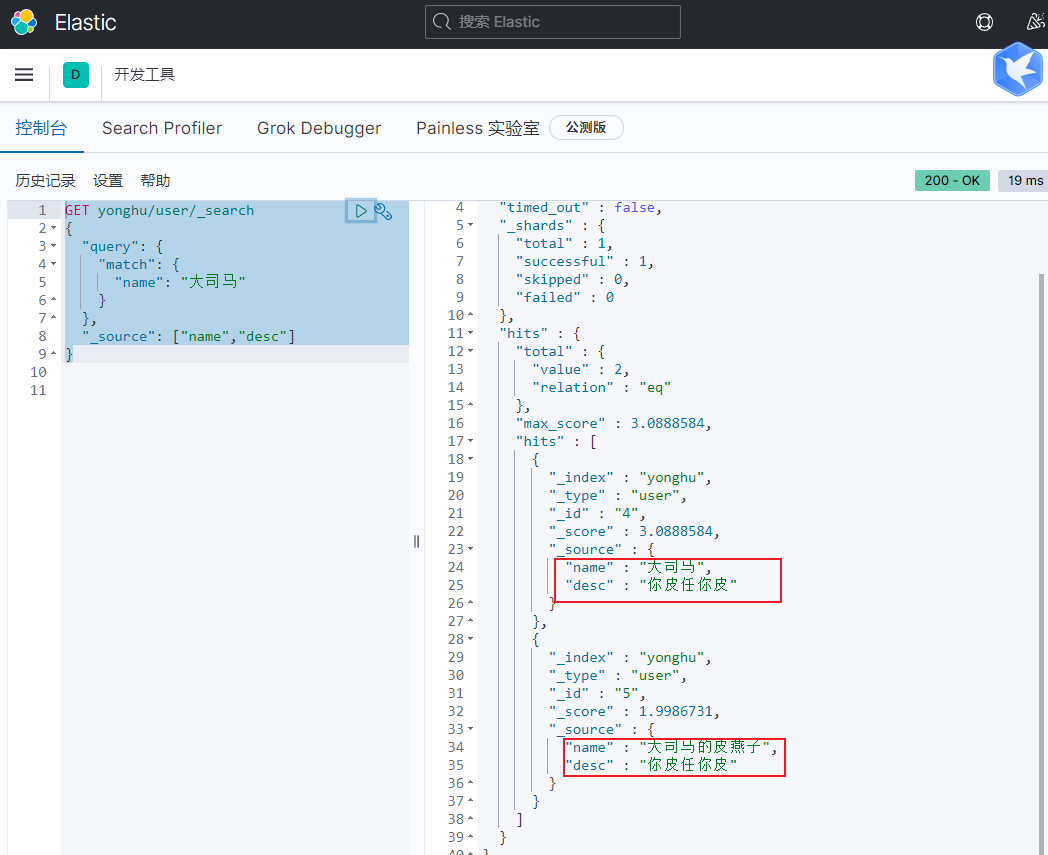 Elastic
搜索 Elastic
D 开发工具
控制台 Search Profiler Grok Debugger Painless 实验室 公测版
历史记录 设置 帮助
200 - OK 19 ms
1 GET yonghu/user/_search
2 {
3 "query": {
4 "match": {
5 "name": "大司马"
6 }
7 },
8 "_source": ["name","desc"]
9 }
10
11
4 "timed_out" : false,
5 "_shards" : {
6 "total" : 1,
7 "successful" : 1,
8 "skipped" : 0,
9 "failed" : 0
10 },
11 "hits" : {
12 "total" : {
13 "value" : 2,
14 "relation" : "eq"
15 },
16 "max_score" : 3.0888584,
17 "hits" : [
18 {
19 "_index" : "yonghu",
20 "_type" : "user",
21 "_id" : "4",
22 "_score" : 3.0888584,
23 "_source" : {
24 "name" : "大司马",
25 "desc" : "你皮任你皮"
26 }
27 },
28 {
29 "_index" : "yonghu",
30 "_type" : "user",
31 "_id" : "5",
32 "_score" : 1.9986731,
33 "_source" : {
34 "name" : "大司马的皮燕子",
35 "desc" : "你皮任你皮"
36 }
37 }
38 ]
39 }
40 }